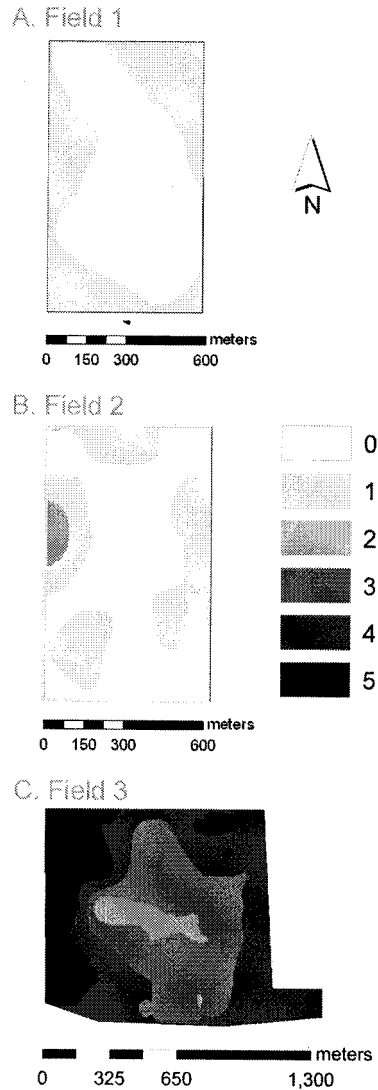 A. Field 1
N
meters
0 150 300 600
B. Field 2
0
1
2
3
4
5
meters
0 150 300 600
C. Field 3
meters
0 325 650 1,300